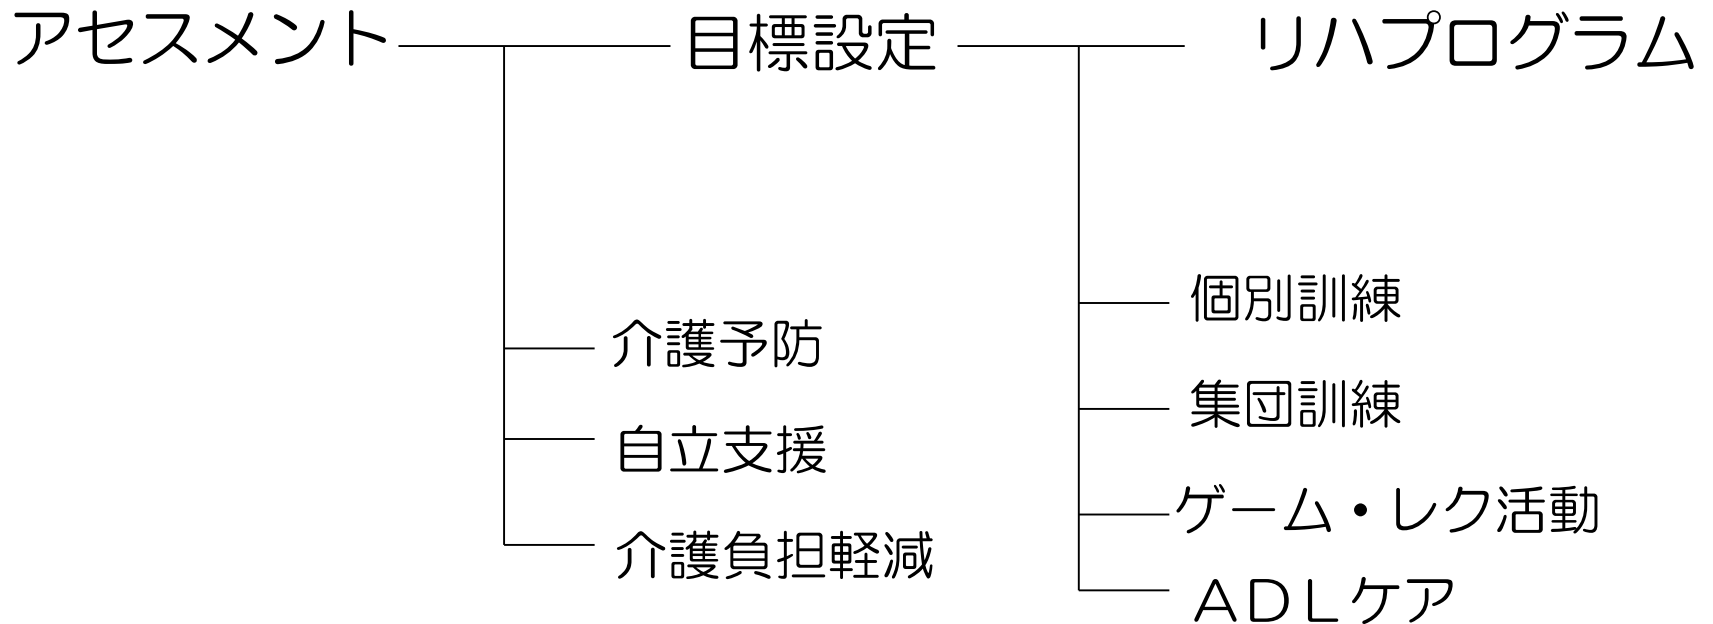 アセスメント 目標設定 リハプログラム
介護予防
自立支援
介護負担軽減
個別訓練
集団訓練
ゲーム・レク活動
ＡＤＬケア